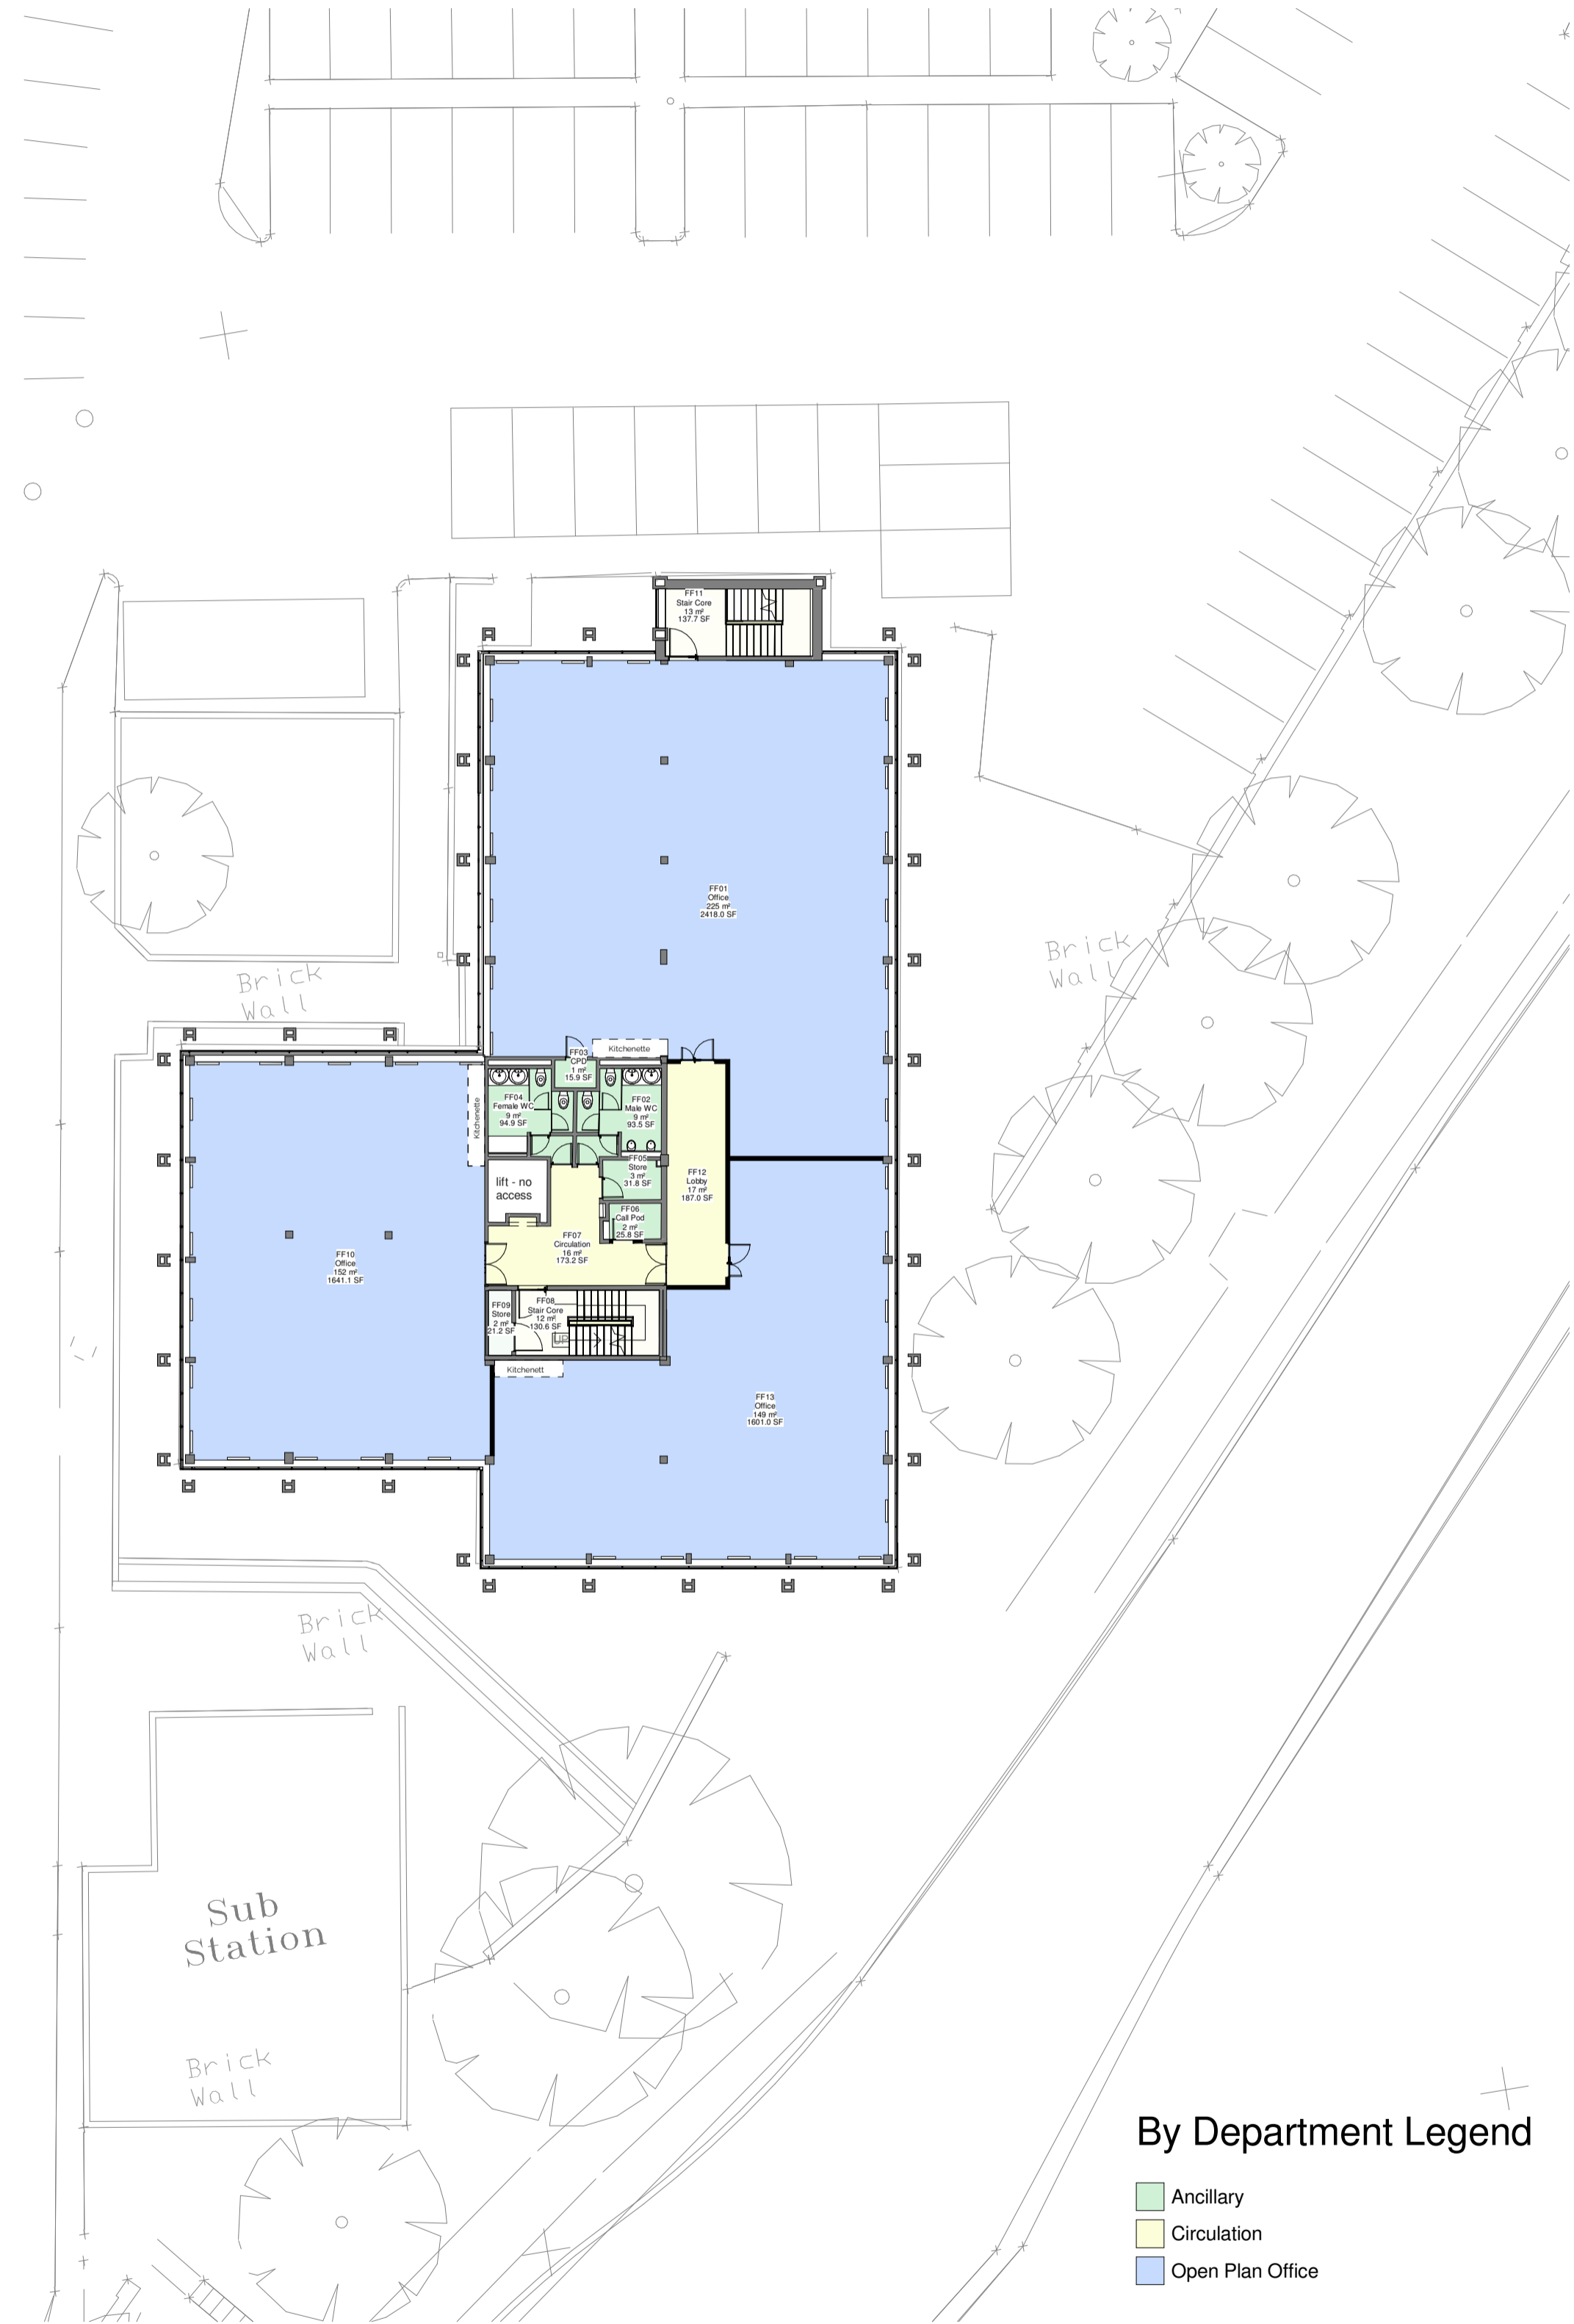 FF11
Stair Core
13 m²
137.7 SF
FF01
Office
225 m²
2418.0 SF
Brick
Wall
Brick
Wall
Kitchenette
FF03
CPD
1 m²
15.9 SF
FF04
Female WC
9 m²
94.9 SF
FF02
Male WC
9 m²
93.5 SF
Kitchenette
FF05
Store
3 m²
31.8 SF
lift - no
access
FF12
Lobby
17 m²
187.0 SF
FF06
Call Pod
2 m²
25.8 SF
FF07
Circulation
16 m²
173.2 SF
FF10
Office
152 m²
1641.1 SF
FF09
Store
2 m²
21.2 SF
FF08
Stair Core
12 m²
130.6 SF
UP
Kitchenett
FF13
Office
149 m²
1601.0 SF
Brick
Wall
Sub
Station
Brick
Wall
By Department Legend
Ancillary
Circulation
Open Plan Office